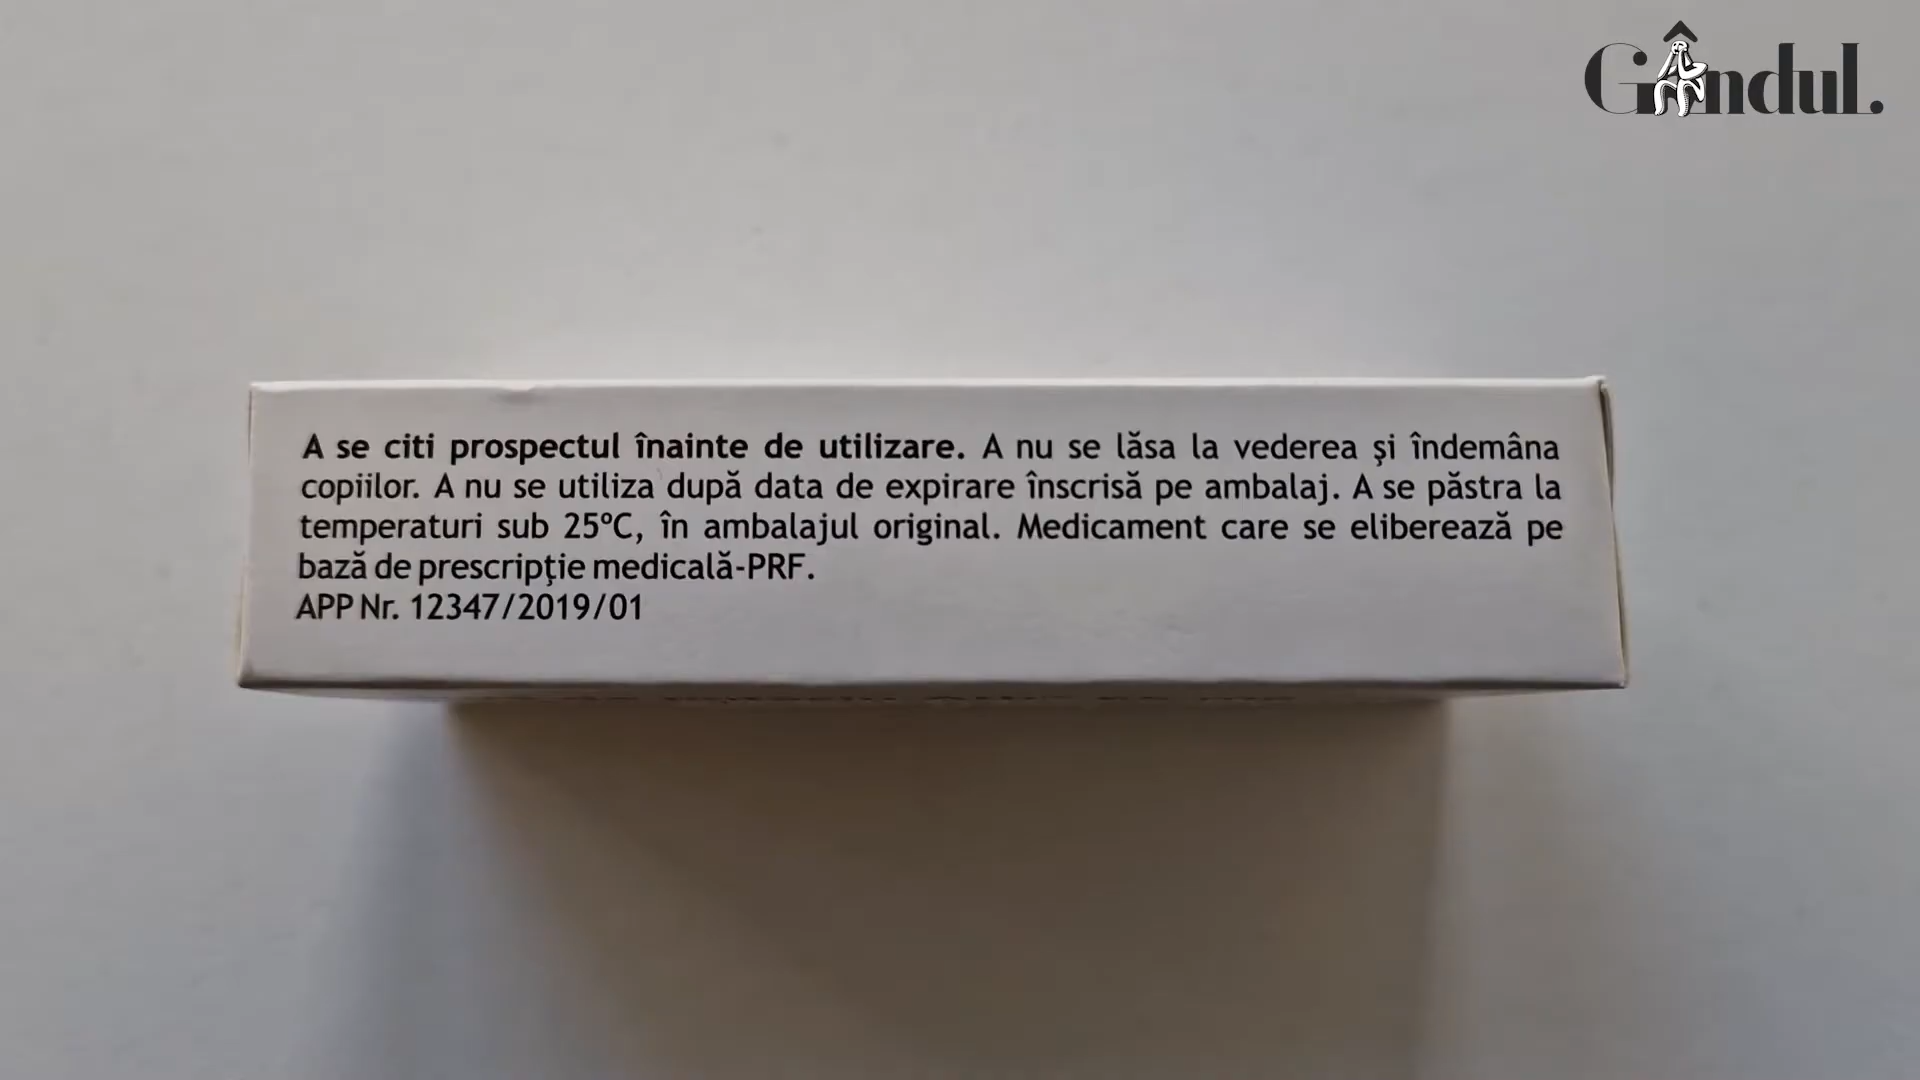 Gândul.
A se citi prospectul înainte de utilizare. A nu se lăsa la vederea şi îndemâna
copiilor. A nu se utiliza după data de expirare înscrisă pe ambalaj. A se păstra la
temperaturi sub 25ºC, în ambalajul original. Medicament care se eliberează pe
bază de prescripţie medicală-PRF.
APP Nr. 12347/2019/01